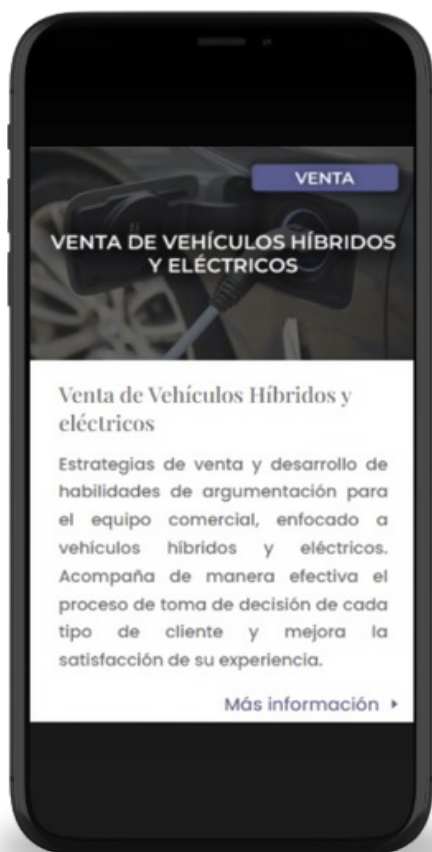 VENTA
VENTA DE VEHÍCULOS HÍBRIDOS
Y ELÉCTRICOS
Venta de Vehículos Híbridos y
eléctricos
Estrategias de venta y desarrollo de
habilidades de argumentación para
el equipo comercial, enfocado a
vehículos híbridos y eléctricos.
Acompaña de manera efectiva el
proceso de toma de decisión de cada
tipo de cliente y mejora la
satisfacción de su experiencia.
Más información